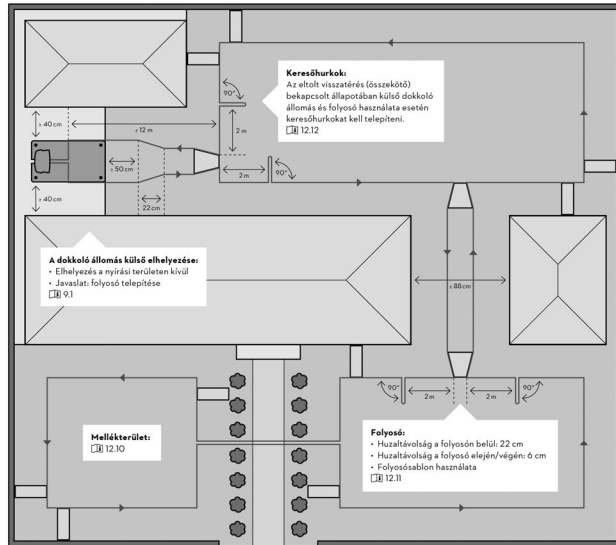 Keresőhurkok:
Az eltolt visszatérés (összekötő)
bekapcsolt állapotában külső dokkoló
állomás és folyosó használata esetén
keresőhurkokat kell telepíteni.
12.12
90°
2 m
≥ 40 cm
≤ 12 m
≥ 50 cm
22 cm
2 m
90°
≥ 40 cm
A dokkoló állomás külső elhelyezése:
• Elhelyezés a nyírási területen kívül
• Javaslat: folyosó telepítése
9.1
≥ 88 cm
90°
2 m
2 m
90°
Mellékterület:
12.10
Folyosó:
• Huzaltávolság a folyosón belül: 22 cm
• Huzaltávolság a folyosó elején/végén: 6 cm
• Folyosósablon használata
12.11